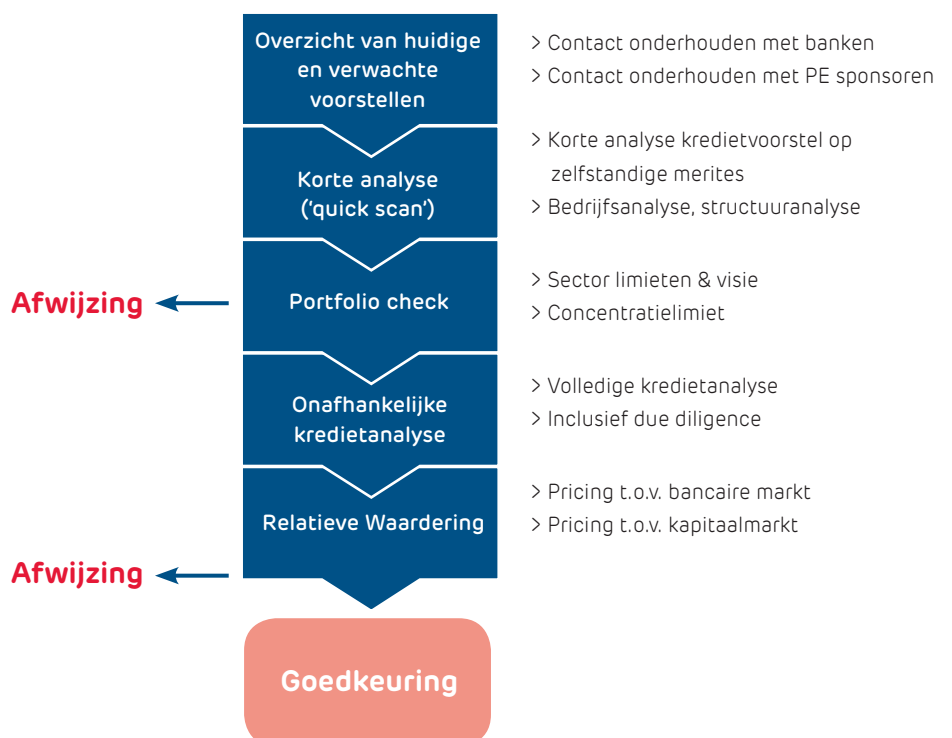 Overzicht van huidige
en verwachte
voorstellen
> Contact onderhouden met banken
> Contact onderhouden met PE sponsoren
Korte analyse
('quick scan')
> Korte analyse kredietvoorstel op
zelfstandige merites
> Bedrijfsanalyse, structuuranalyse
Afwijzing
Portfolio check
> Sector limieten & visie
> Concentratielimiet
Onafhankelijke
kredietanalyse
> Volledige kredietanalyse
> Inclusief due diligence
Relatieve Waardering
> Pricing t.o.v. bancaire markt
> Pricing t.o.v. kapitaalmarkt
Afwijzing
Goedkeuring